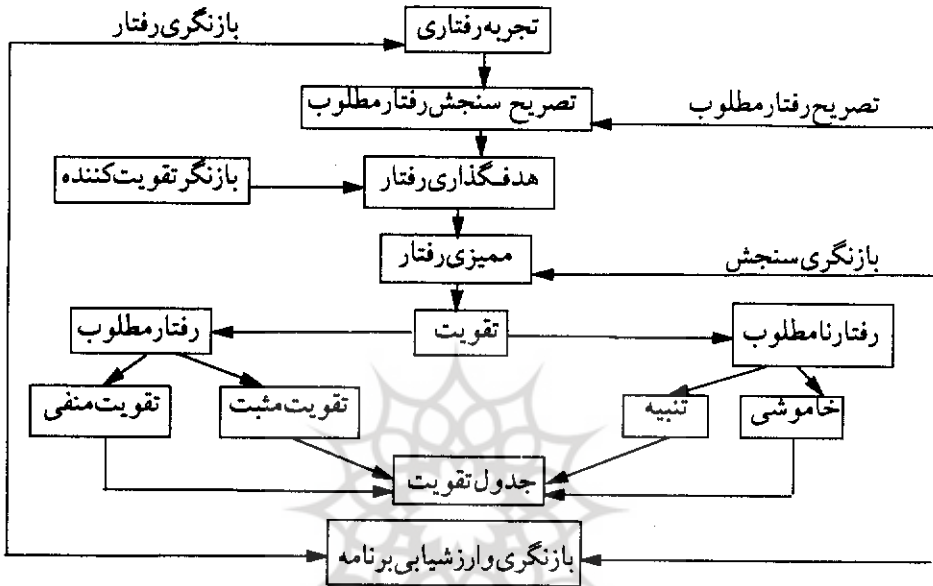 بازنگری رفتار
تجربه رفتاری
تصریح سنجش رفتار مطلوب
تصریح رفتار مطلوب
هدفگذاری رفتار
بازنگر تقویت کننده
ممیزی رفتار
بازنگری سنجش
رفتار نامطلوب
تقویت
رفتار مطلوب
خاموشی
تنبیه
تقویت مثبت
تقویت منفی
جدول تقویت
بازنگری و ارزشیابی برنامه